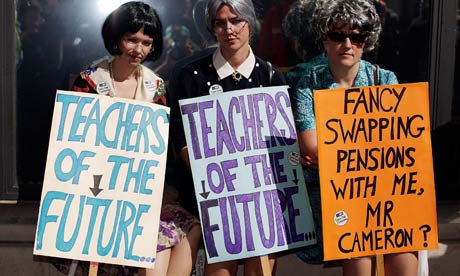 TEACHERS
OF THE
FUTURE...
TEACHERS
OF THE
FUTURE...
FANCY
SWAPPING
PENSIONS
WITH ME,
MR
CAMERON?